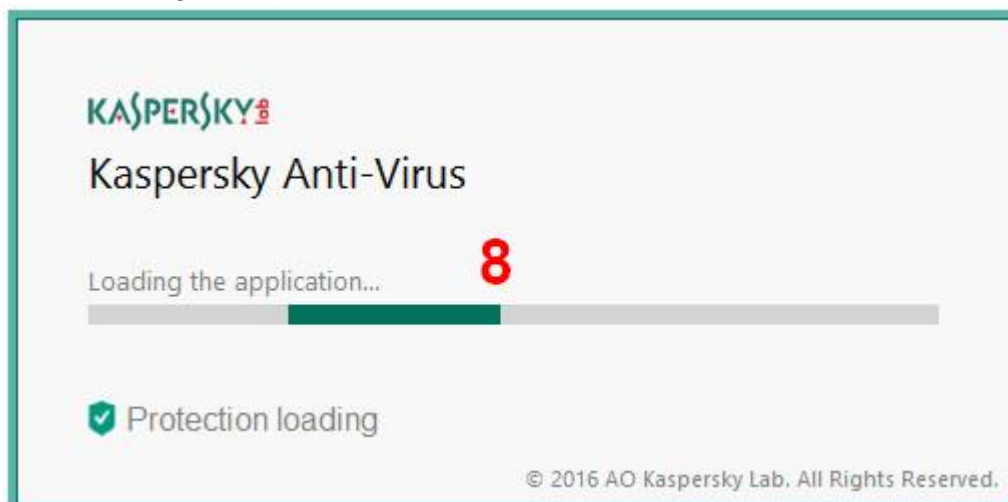 KASPERSKY lab
Kaspersky Anti-Virus
8
Loading the application...
Protection loading
© 2016 AO Kaspersky Lab. All Rights Reserved.